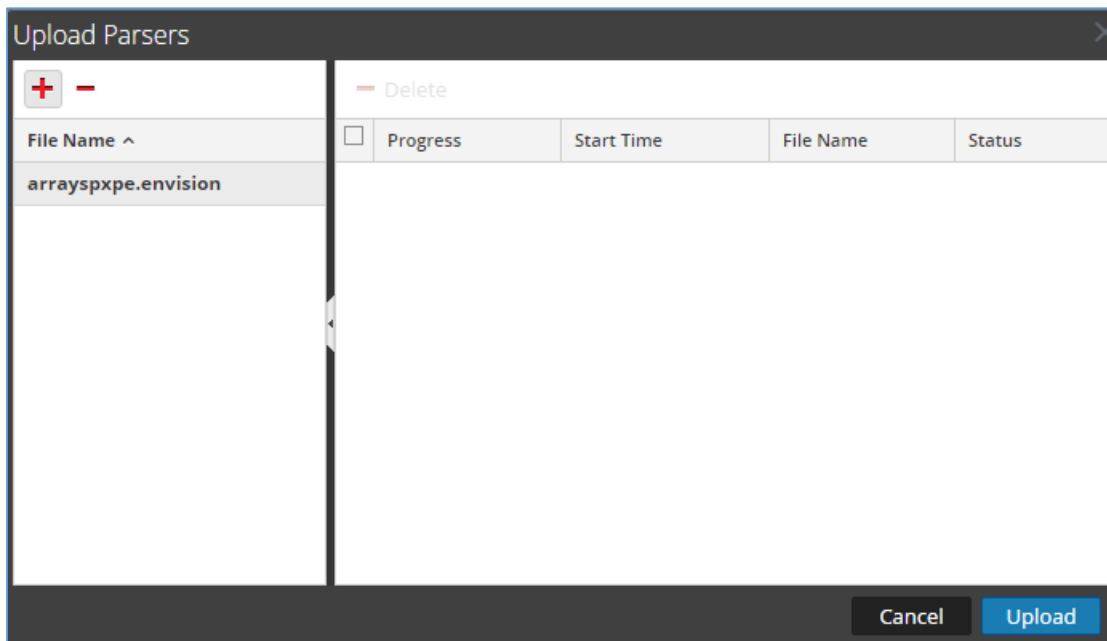 Upload Parsers
Delete
File Name Progress Start Time File Name Status
arrayspxpe.envision
Cancel Upload